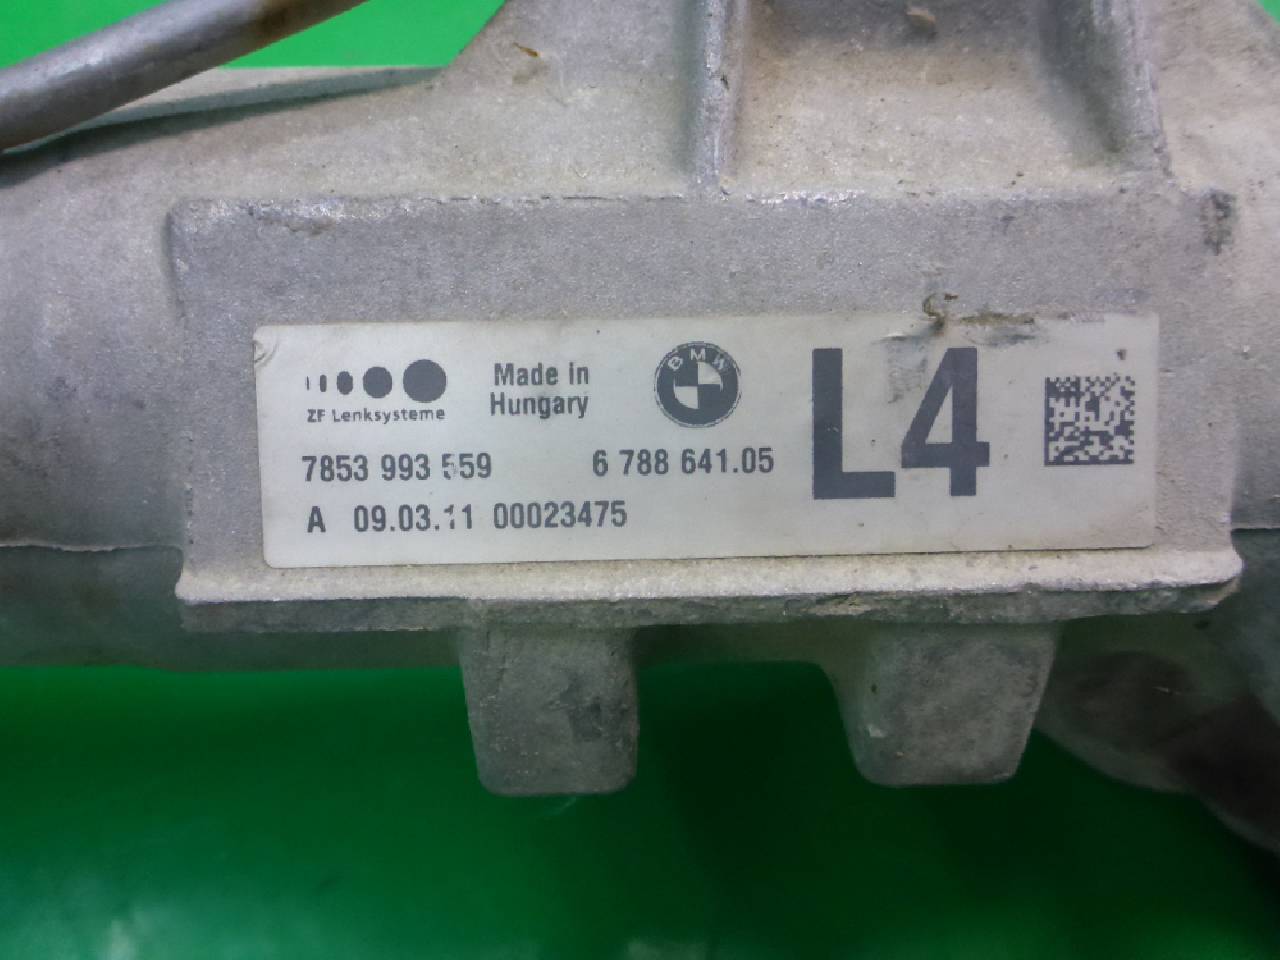 ZF Lenksysteme
Made in
Hungary
BMW
L4
7853 993 559
6 788 641.05
A 09.03.11 00023475